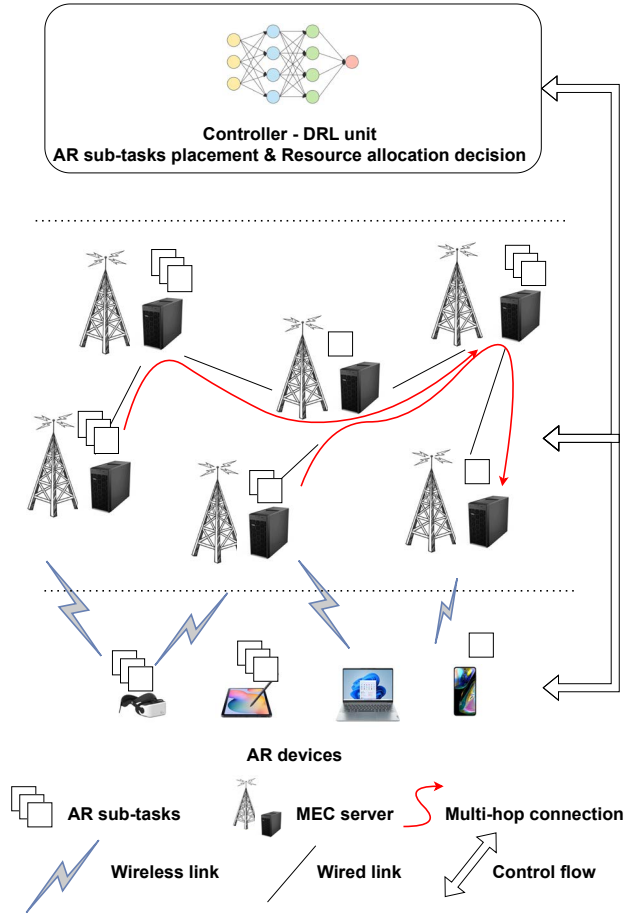 Controller - DRL unit
AR sub-tasks placement & Resource allocation decision
AR devices
AR sub-tasks
MEC server
Multi-hop connection
Wireless link
Wired link
Control flow